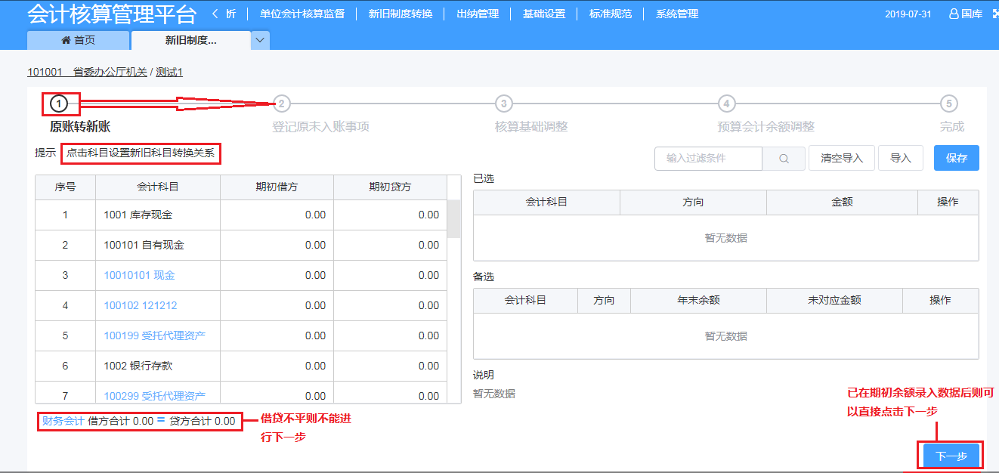 会计核算管理平台
析 单位会计核算监督 新旧制度转换 出纳管理 基础设置 标准规范 系统管理 2019-07-31 国库
首页 新旧制度...
101001 省委办公厅机关 / 测试1
1 2 3 4 5
原账转新账 登记原未入账事项 核算基础调整 预算会计余额调整 完成
提示 点击科目设置新旧科目转换关系 输入过滤条件 清空导入 导入 保存
序号 会计科目 期初借方 期初贷方
1 1001 库存现金 0.00 0.00
2 100101 自有现金 0.00 0.00
3 10010101 现金 0.00 0.00
4 100102 121212 0.00 0.00
5 100199 受托代理资产 0.00 0.00
6 1002 银行存款 0.00 0.00
7 100299 受托代理资产 0.00 0.00
财务会计 借方合计 0.00 = 贷方合计 0.00
借贷不平则不能进
行下一步
已选
会计科目 方向 金额 操作
暂无数据
备选
会计科目 方向 年末余额 未对应金额 操作
暂无数据
说明
暂无数据
已在期初余额录入数据后则可
以直接点击下一步
下一步